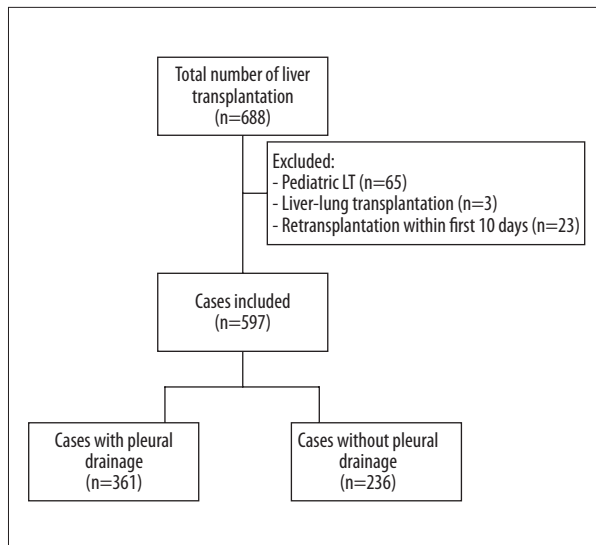 Total number of liver
transplantation
(n=688)
Excluded:
- Pediatric LT (n=65)
- Liver-lung transplantation (n=3)
- Retransplantation within first 10 days (n=23)
Cases included
(n=597)
Cases with pleural
drainage
(n=361)
Cases without pleural
drainage
(n=236)